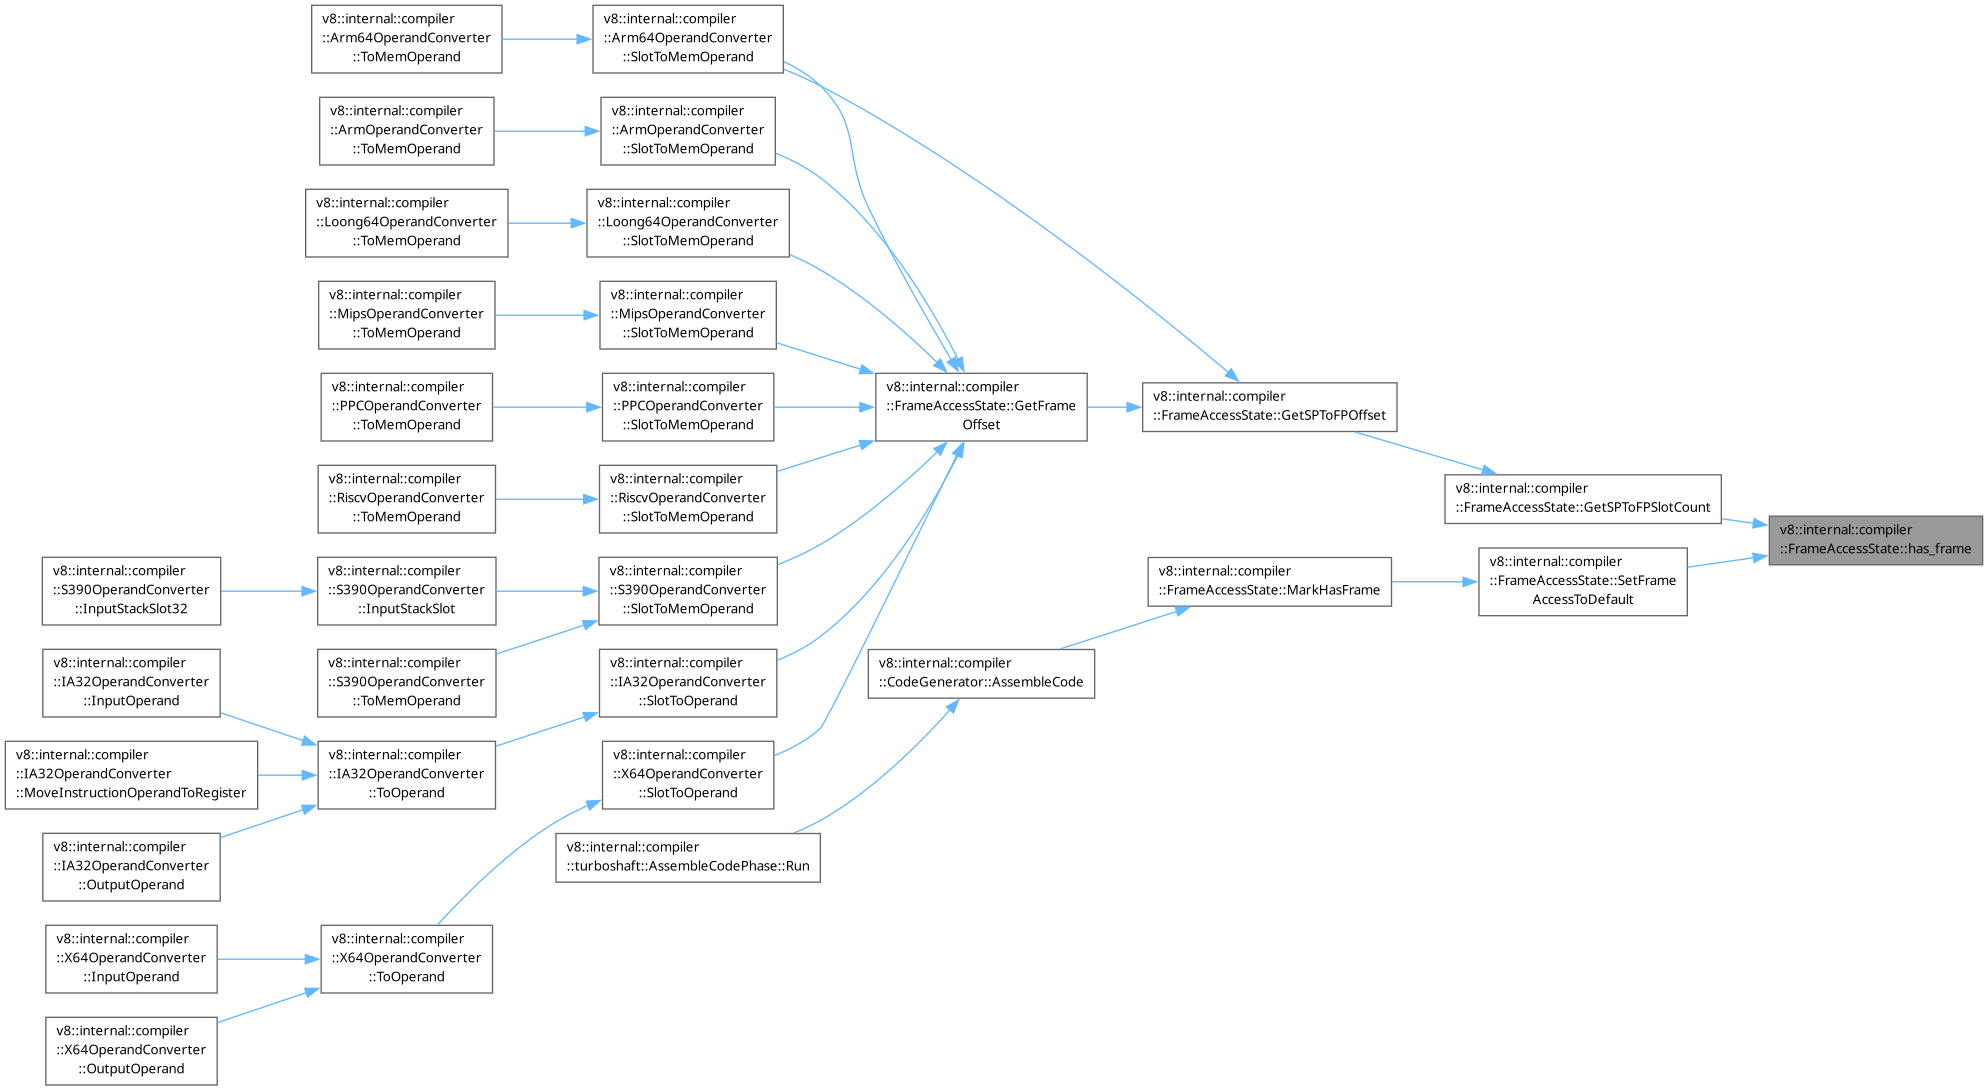 v8::internal::compiler
::Arm64OperandConverter
::ToMemOperand
v8::internal::compiler
::Arm64OperandConverter
::SlotToMemOperand
v8::internal::compiler
::ArmOperandConverter
::ToMemOperand
v8::internal::compiler
::ArmOperandConverter
::SlotToMemOperand
v8::internal::compiler
::Loong64OperandConverter
::ToMemOperand
v8::internal::compiler
::Loong64OperandConverter
::SlotToMemOperand
v8::internal::compiler
::MipsOperandConverter
::ToMemOperand
v8::internal::compiler
::MipsOperandConverter
::SlotToMemOperand
v8::internal::compiler
::PPCOperandConverter
::ToMemOperand
v8::internal::compiler
::PPCOperandConverter
::SlotToMemOperand
v8::internal::compiler
::FrameAccessState::GetFrame
Offset
v8::internal::compiler
::FrameAccessState::GetSPToFPOffset
v8::internal::compiler
::RiscvOperandConverter
::ToMemOperand
v8::internal::compiler
::RiscvOperandConverter
::SlotToMemOperand
v8::internal::compiler
::FrameAccessState::GetSPToFPSlotCount
v8::internal::compiler
::FrameAccessState::has_frame
v8::internal::compiler
::S390OperandConverter
::InputStackSlot32
v8::internal::compiler
::S390OperandConverter
::InputStackSlot
v8::internal::compiler
::S390OperandConverter
::SlotToMemOperand
v8::internal::compiler
::FrameAccessState::MarkHasFrame
v8::internal::compiler
::FrameAccessState::SetFrame
AccessToDefault
v8::internal::compiler
::IA32OperandConverter
::InputOperand
v8::internal::compiler
::S390OperandConverter
::ToMemOperand
v8::internal::compiler
::IA32OperandConverter
::SlotToOperand
v8::internal::compiler
::CodeGenerator::AssembleCode
v8::internal::compiler
::IA32OperandConverter
::MoveInstructionOperandToRegister
v8::internal::compiler
::IA32OperandConverter
::ToOperand
v8::internal::compiler
::X64OperandConverter
::SlotToOperand
v8::internal::compiler
::IA32OperandConverter
::OutputOperand
v8::internal::compiler
::turboshaft::AssembleCodePhase::Run
v8::internal::compiler
::X64OperandConverter
::InputOperand
v8::internal::compiler
::X64OperandConverter
::ToOperand
v8::internal::compiler
::X64OperandConverter
::OutputOperand